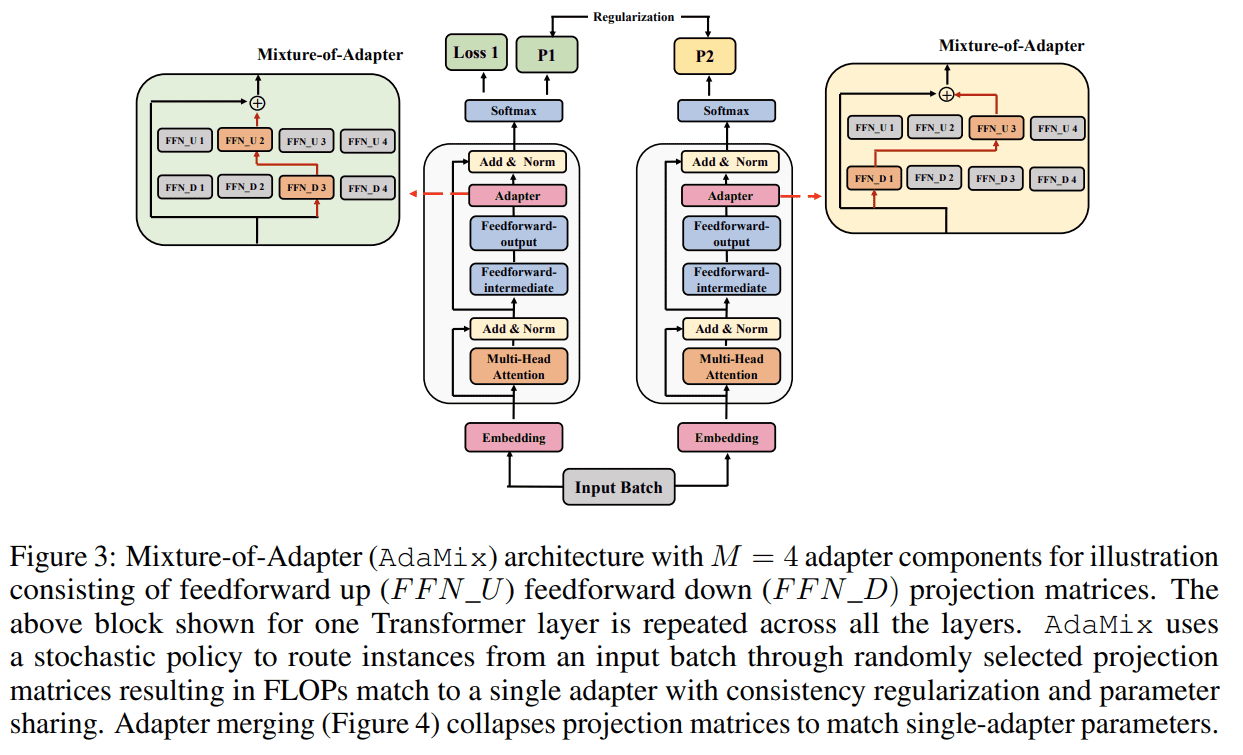 Regularization
Mixture-of-Adapter
Loss 1
P1
P2
Mixture-of-Adapter
FFN_U 1
FFN_U 2
FFN_U 3
FFN_U 4
FFN_D 1
FFN_D 2
FFN_D 3
FFN_D 4
Softmax
Add & Norm
Adapter
Feedforward-
output
Feedforward-
intermediate
Add & Norm
Multi-Head
Attention
Embedding
Softmax
Add & Norm
Adapter
Feedforward-
output
Feedforward-
intermediate
Add & Norm
Multi-Head
Attention
Embedding
FFN_U 1
FFN_U 2
FFN_U 3
FFN_U 4
FFN_D 1
FFN_D 2
FFN_D 3
FFN_D 4
Input Batch
Figure 3: Mixture-of-Adapter (AdaMix) architecture with M = 4 adapter components for illustration
consisting of feedforward up (FFN_U) feedforward down (FFN_D) projection matrices. The
above block shown for one Transformer layer is repeated across all the layers. AdaMix uses
a stochastic policy to route instances from an input batch through randomly selected projection
matrices resulting in FLOPs match to a single adapter with consistency regularization and parameter
sharing. Adapter merging (Figure 4) collapses projection matrices to match single-adapter parameters.